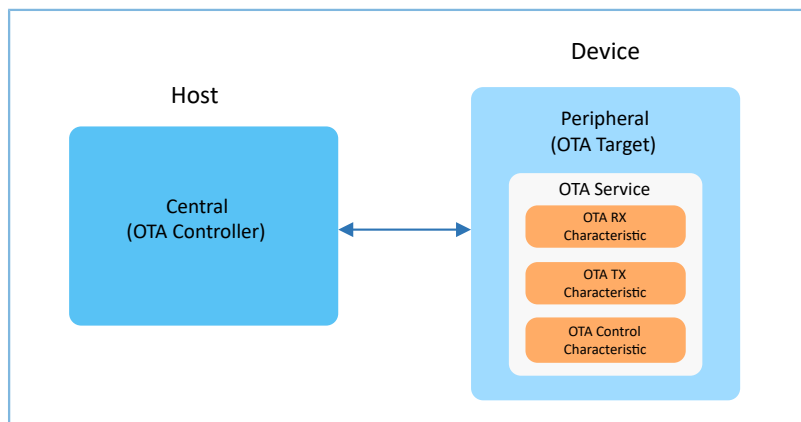 Host
Central
(OTA Controller)
Device
Peripheral
(OTA Target)
OTA Service
OTA RX
Characteristic
OTA TX
Characteristic
OTA Control
Characteristic